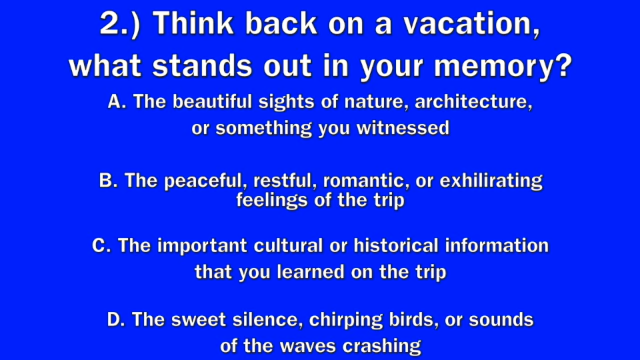 2.) Think back on a vacation,
what stands out in your memory?
A. The beautiful sights of nature, architecture,
or something you witnessed
B. The peaceful, restful, romantic, or exhilirating
feelings of the trip
C. The important cultural or historical information
that you learned on the trip
D. The sweet silence, chirping birds, or sounds
of the waves crashing